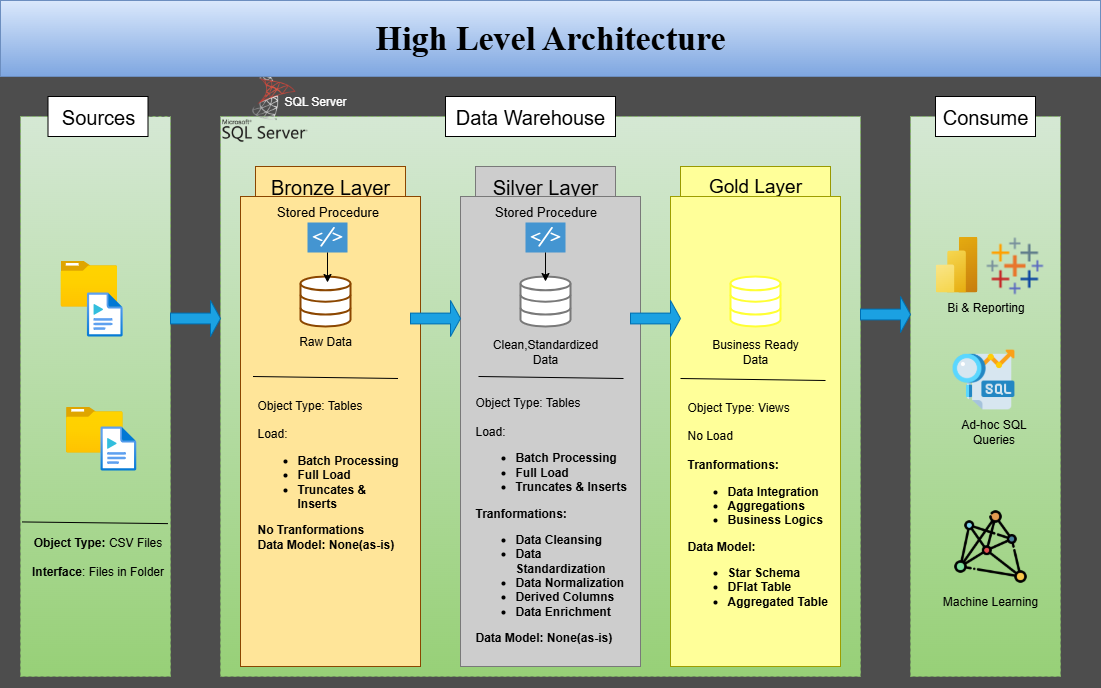 High Level Architecture
Sources
Object Type: CSV Files
Interface: Files in Folder
SQL Server
Microsoft®
SQL Server
Data Warehouse
Bronze Layer
Stored Procedure
</>
Raw Data
Object Type: Tables
Load:
• Batch Processing
• Full Load
• Truncates &
Inserts
No Tranformations
Data Model: None(as-is)
Silver Layer
Stored Procedure
</>
Clean,Standardized
Data
Object Type: Tables
Load:
• Batch Processing
• Full Load
• Truncates & Inserts
Tranformations:
• Data Cleansing
• Data
Standardization
• Data Normalization
• Derived Columns
• Data Enrichment
Data Model: None(as-is)
Gold Layer
Business Ready
Data
Object Type: Views
No Load
Tranformations:
• Data Integration
• Aggregations
• Business Logics
Data Model:
• Star Schema
• DFlat Table
• Aggregated Table
Consume
Bi & Reporting
SQL
Ad-hoc SQL
Queries
Machine Learning